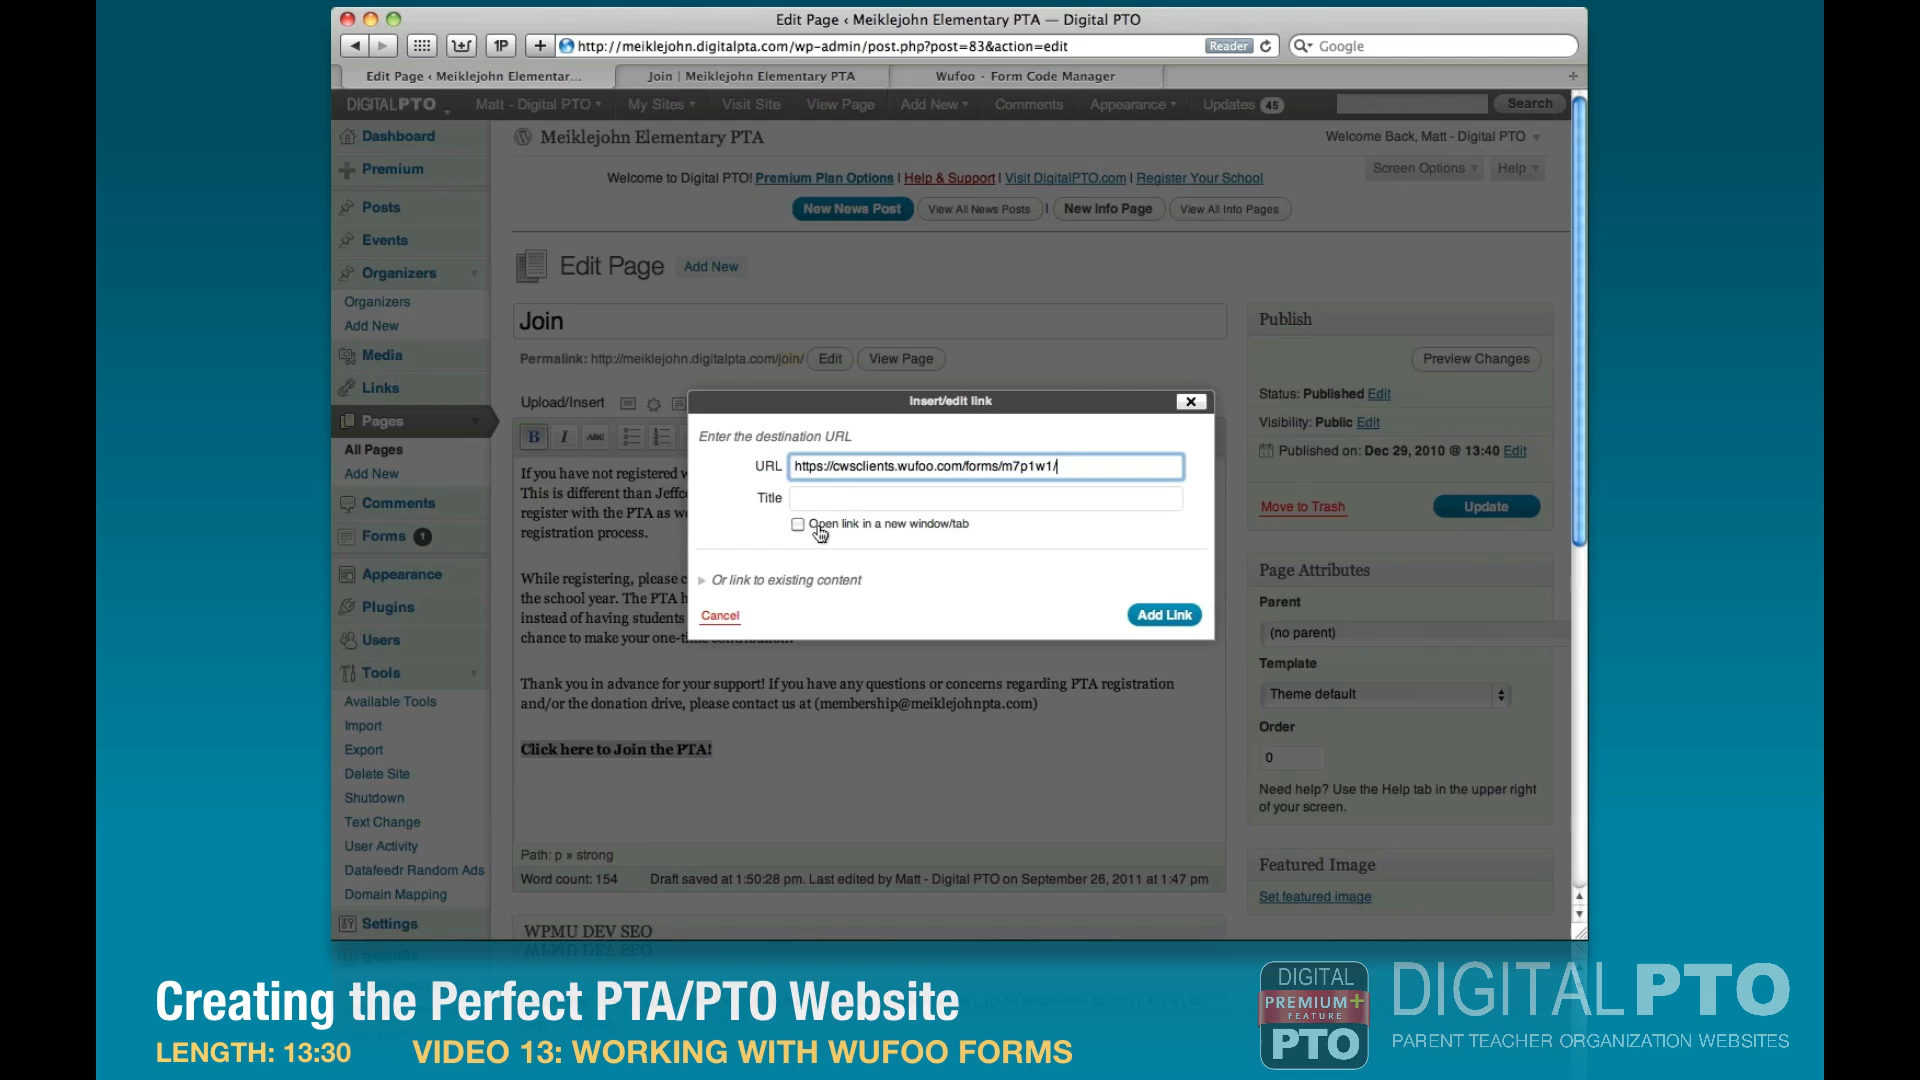 Edit Page ‹ Meiklejohn Elementary PTA — Digital PTO
1P
http://meiklejohn.digitalpta.com/wp-admin/post.php?post=83&action=edit
Reader
Google
Edit Page ‹ Meiklejohn Elementar...
Join | Meiklejohn Elementary PTA
Wufoo · Form Code Manager
DIGITALPTO
Matt - Digital PTO
My Sites
Visit Site
View Page
Add New
Comments
Appearance
Updates 45
Search
Dashboard
Premium
Posts
Events
Organizers
Organizers
Add New
Media
Links
Pages
All Pages
Add New
Comments
Forms 1
Appearance
Plugins
Users
Tools
Available Tools
Import
Export
Delete Site
Shutdown
Text Change
User Activity
Datafeedr Random Ads
Domain Mapping
Settings
Meiklejohn Elementary PTA
Welcome Back, Matt - Digital PTO
Screen Options
Help
Welcome to Digital PTO! Premium Plan Options | Help & Support | Visit DigitalPTO.com | Register Your School
New News Post
View All News Posts
|
New Info Page
View All Info Pages
Edit Page
Add New
Join
Permalink: http://meiklejohn.digitalpta.com/join/
Edit
View Page
Upload/Insert
B I ABC
If you have not registered
This is different than Jeffc
register with the PTA as we
registration process.
While registering, please c
the school year. The PTA h
instead of having students
chance to make your one-time contribution.
Thank you in advance for your support! If you have any questions or concerns regarding PTA registration
and/or the donation drive, please contact us at (membership@meiklejohnpta.com)
Click here to Join the PTA!
Path: p » strong
Word count: 154
Draft saved at 1:50:28 pm. Last edited by Matt - Digital PTO on September 26, 2011 at 1:47 pm
WPMU DEV SEO
Insert/edit link
Enter the destination URL
URL
https://cwsclients.wufoo.com/forms/m7p1w1/
Title
Open link in a new window/tab
Or link to existing content
Cancel
Add Link
Publish
Preview Changes
Status: Published Edit
Visibility: Public Edit
Published on: Dec 29, 2010 @ 13:40 Edit
Move to Trash
Update
Page Attributes
Parent
(no parent)
Template
Theme default
Order
0
Need help? Use the Help tab in the upper right
of your screen.
Featured Image
Set featured image
Creating the Perfect PTA/PTO Website
LENGTH: 13:30
VIDEO 13: WORKING WITH WUFOO FORMS
DIGITAL
PREMIUM+
FEATURE
PTO
DIGITALPTO
PARENT TEACHER ORGANIZATION WEBSITES